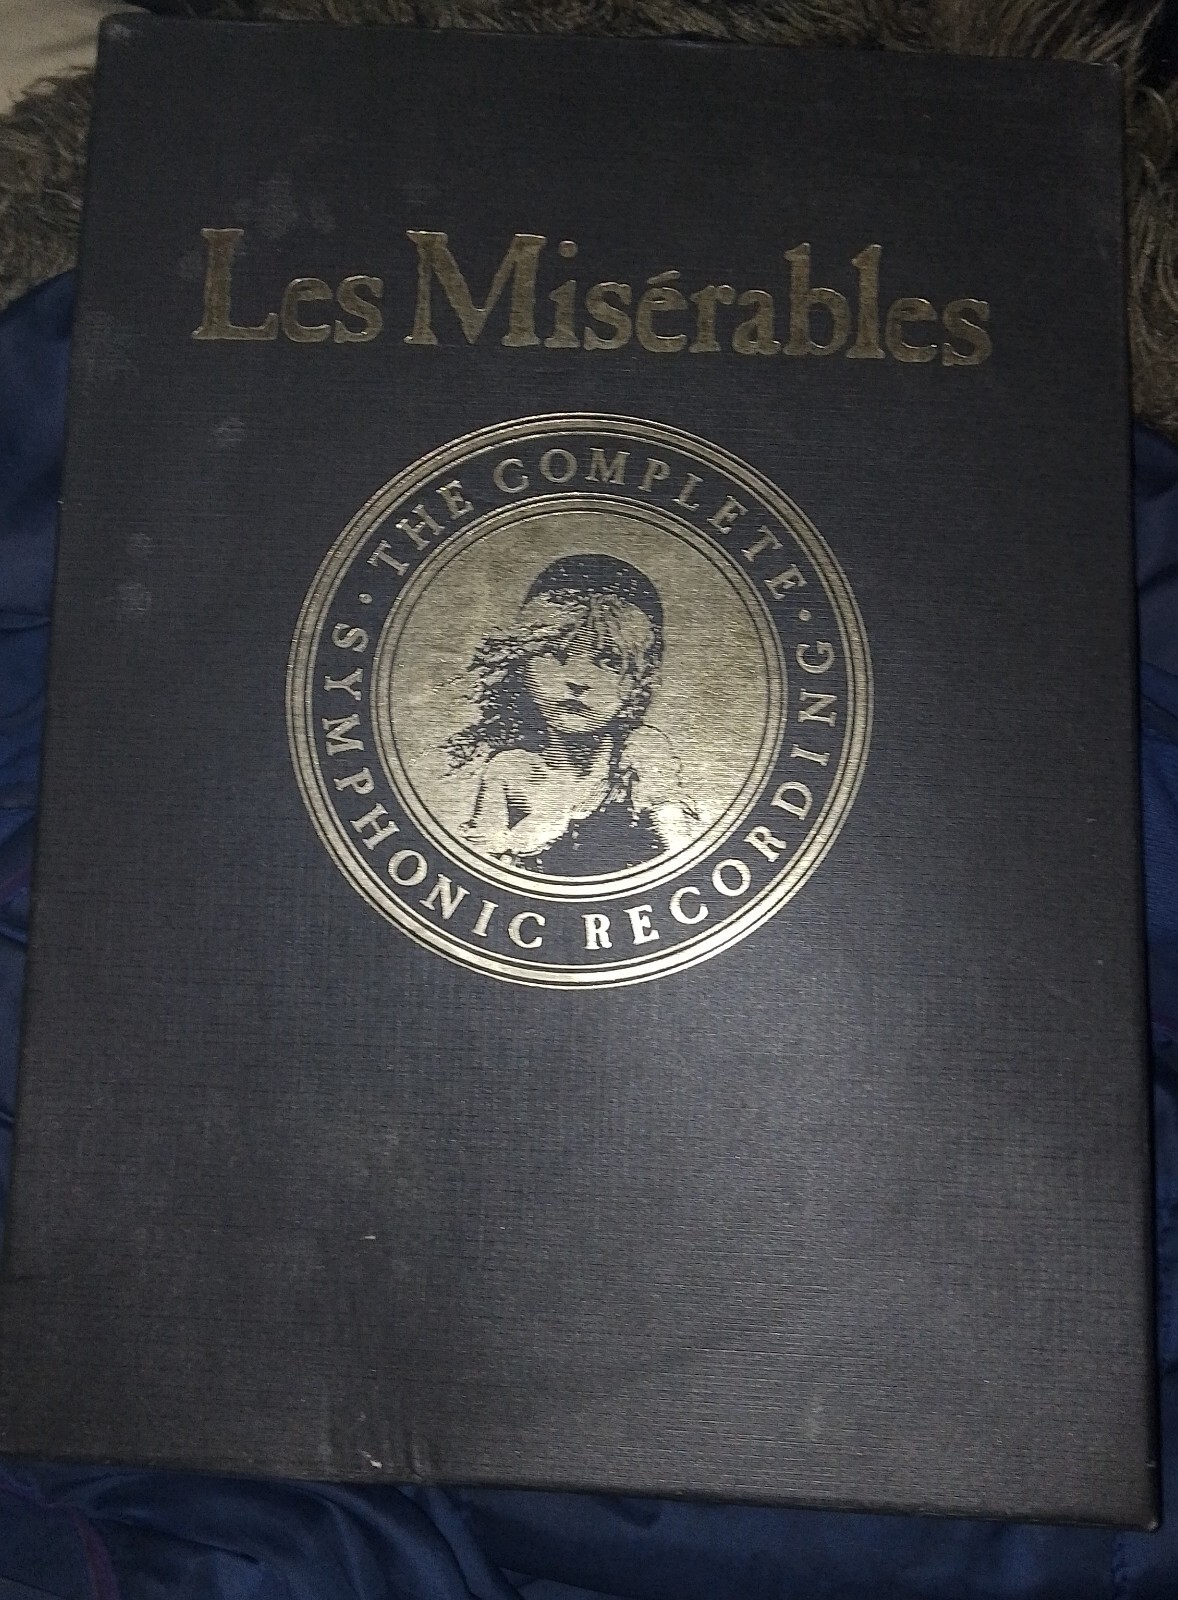 Les Misérables
· THE COMPLETE ·
SYMPHONIC RECORDING